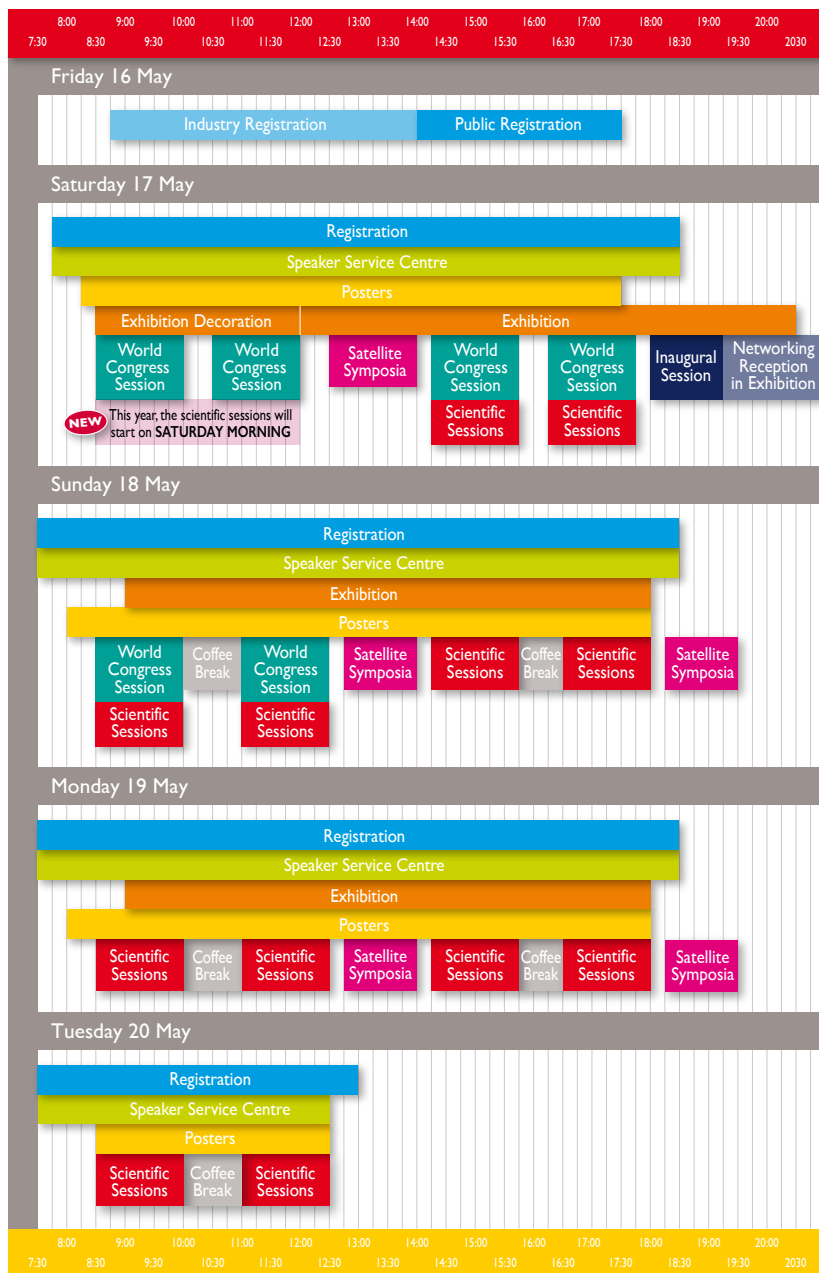 8:00 9:00 10:00 11:00 12:00 13:00 14:00 15:00 16:00 17:00 18:00 19:00 20:00
7:30 8:30 9:30 10:30 11:30 12:30 13:30 14:30 15:30 16:30 17:30 18:30 19:30 2030
Friday 16 May
Industry Registration Public Registration
Saturday 17 May
Registration
Speaker Service Centre
Posters
Exhibition Decoration Exhibition
World
Congress
Session
World
Congress
Session
Satellite
Symposia
World
Congress
Session
World
Congress
Session
Inaugural
Session
Networking
Reception
in Exhibition
NEW
This year, the scientific sessions will
start on SATURDAY MORNING
Scientific
Sessions
Scientific
Sessions
Sunday 18 May
Registration
Speaker Service Centre
Exhibition
Posters
World
Congress
Session
Coffee
Break
World
Congress
Session
Satellite
Symposia
Scientific
Sessions
Coffee
Break
Scientific
Sessions
Satellite
Symposia
Scientific
Sessions
Scientific
Sessions
Monday 19 May
Registration
Speaker Service Centre
Exhibition
Posters
Scientific
Sessions
Coffee
Break
Scientific
Sessions
Satellite
Symposia
Scientific
Sessions
Coffee
Break
Scientific
Sessions
Satellite
Symposia
Tuesday 20 May
Registration
Speaker Service Centre
Posters
Scientific
Sessions
Coffee
Break
Scientific
Sessions
8:00 9:00 10:00 11:00 12:00 13:00 14:00 15:00 16:00 17:00 18:00 19:00 20:00
7:30 8:30 9:30 10:30 11:30 12:30 13:30 14:30 15:30 16:30 17:30 18:30 19:30 2030